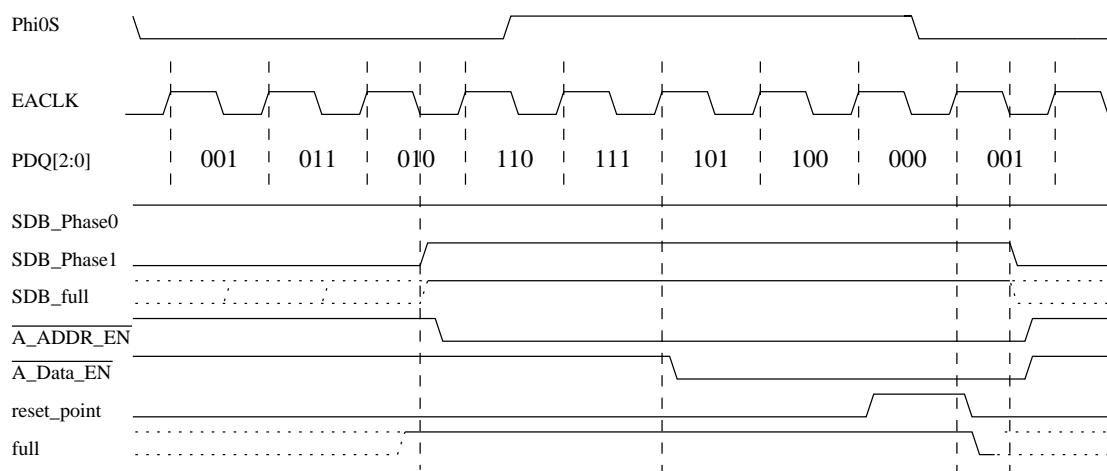 Phi0S
EACLK
PDQ[2:0] 001 011 010 110 111 101 100 000 001
SDB_Phase0
SDB_Phase1
SDB_full
A_ADDR_EN
A_Data_EN
reset_point
full